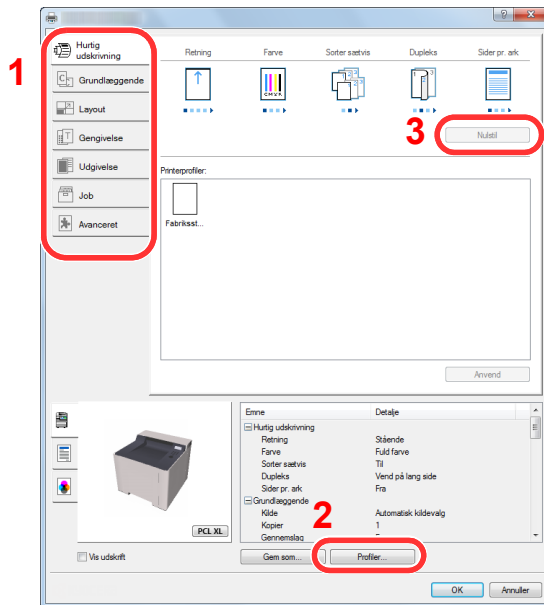 ?
1
Hurtig
udskrivning
Grundlæggende
Layout
Gengivelse
Udgivelse
Job
Avanceret
Retning
Farve
Sorter sætvis
Dupleks
Sider pr. ark
CMYK
3
Nulstil
Printerprofiler:
Fabriksst...
Anvend
Emne Detalje
Hurtig udskrivning
Retning Stående
Farve Fuld farve
Sorter sætvis Til
Dupleks Vend på lang side
Sider pr. ark Fra
Grundlæggende
Kilde Automatisk kildevalg
Kopier 1
Gennemslag
2
PCL XL
Vis udskrift
Gem som...
Profiler...
OK
Annuller